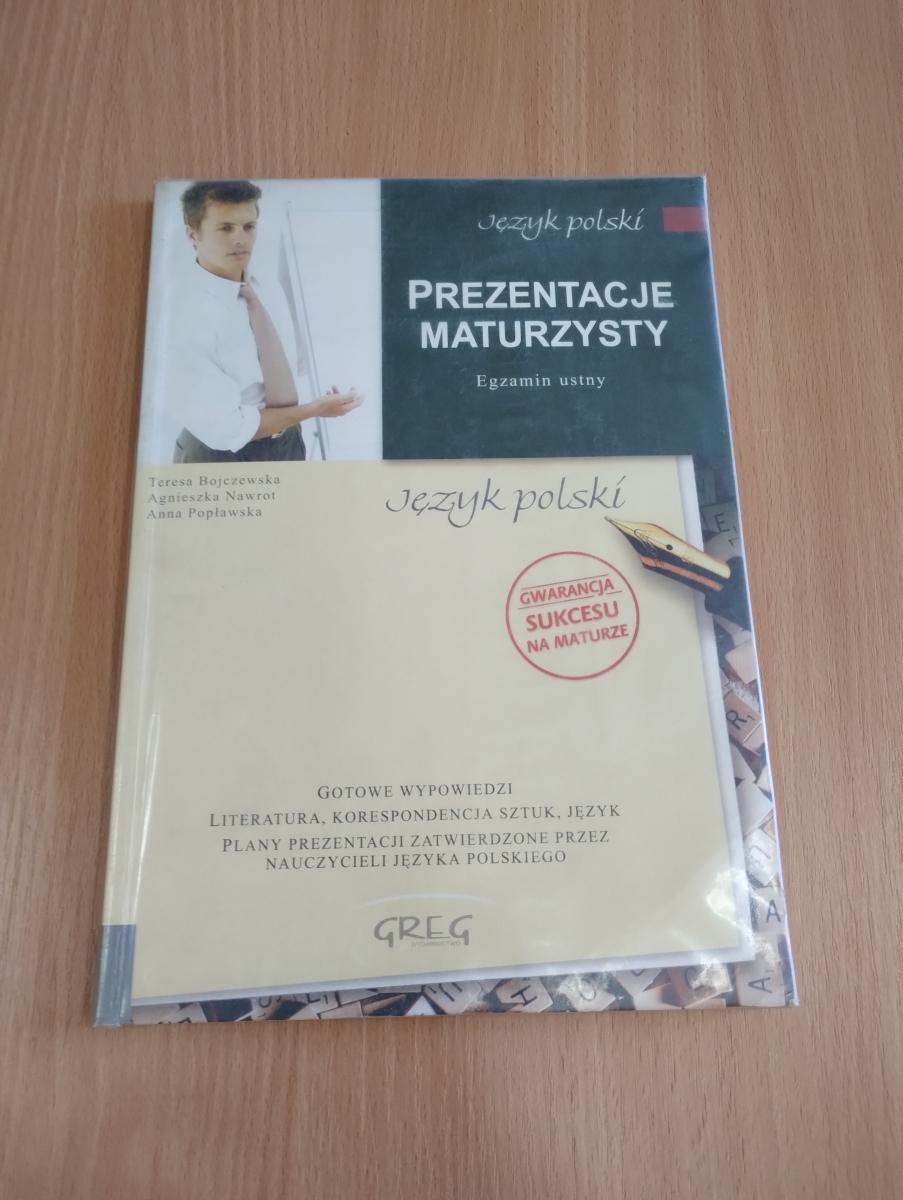 Język polski
PREZENTACJE
MATURZYSTY
Egzamin ustny
Teresa Bojczewska
Agnieszka Nawrot
Anna Popławska
Język polski
GWARANCJA
SUKCESU
NA MATURZE
GOTOWE WYPOWIEDZI
LITERATURA, KORESPONDENCJA SZTUK, JĘZYK
PLANY PREZENTACJI ZATWIERDZONE PRZEZ
NAUCZYCIELI JĘZYKA POLSKIEGO
GREG
WYDAWNICTWO